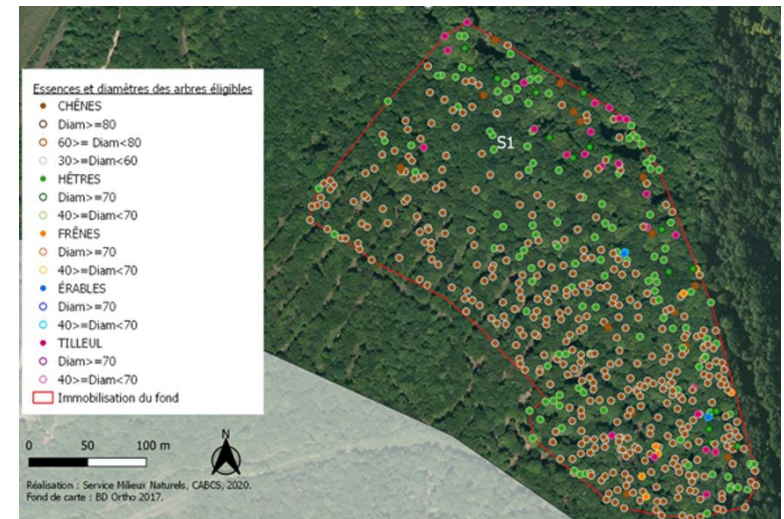 Essences et diamètres des arbres éligibles
CHÊNES
Diam>=80
60>= Diam<80
30>=Diam<60
HÊTRES
Diam>=70
40>=Diam<70
FRÊNES
Diam>=70
40>=Diam<70
ÉRABLES
Diam>=70
40>=Diam<70
TILLEUL
Diam>=70
40>=Diam<70
Immobilisation du fond
S1
0 50 100 m
N
Réalisation : Service Milieux Naturels, CABCS, 2020.
Fond de carte : BD Ortho 2017.